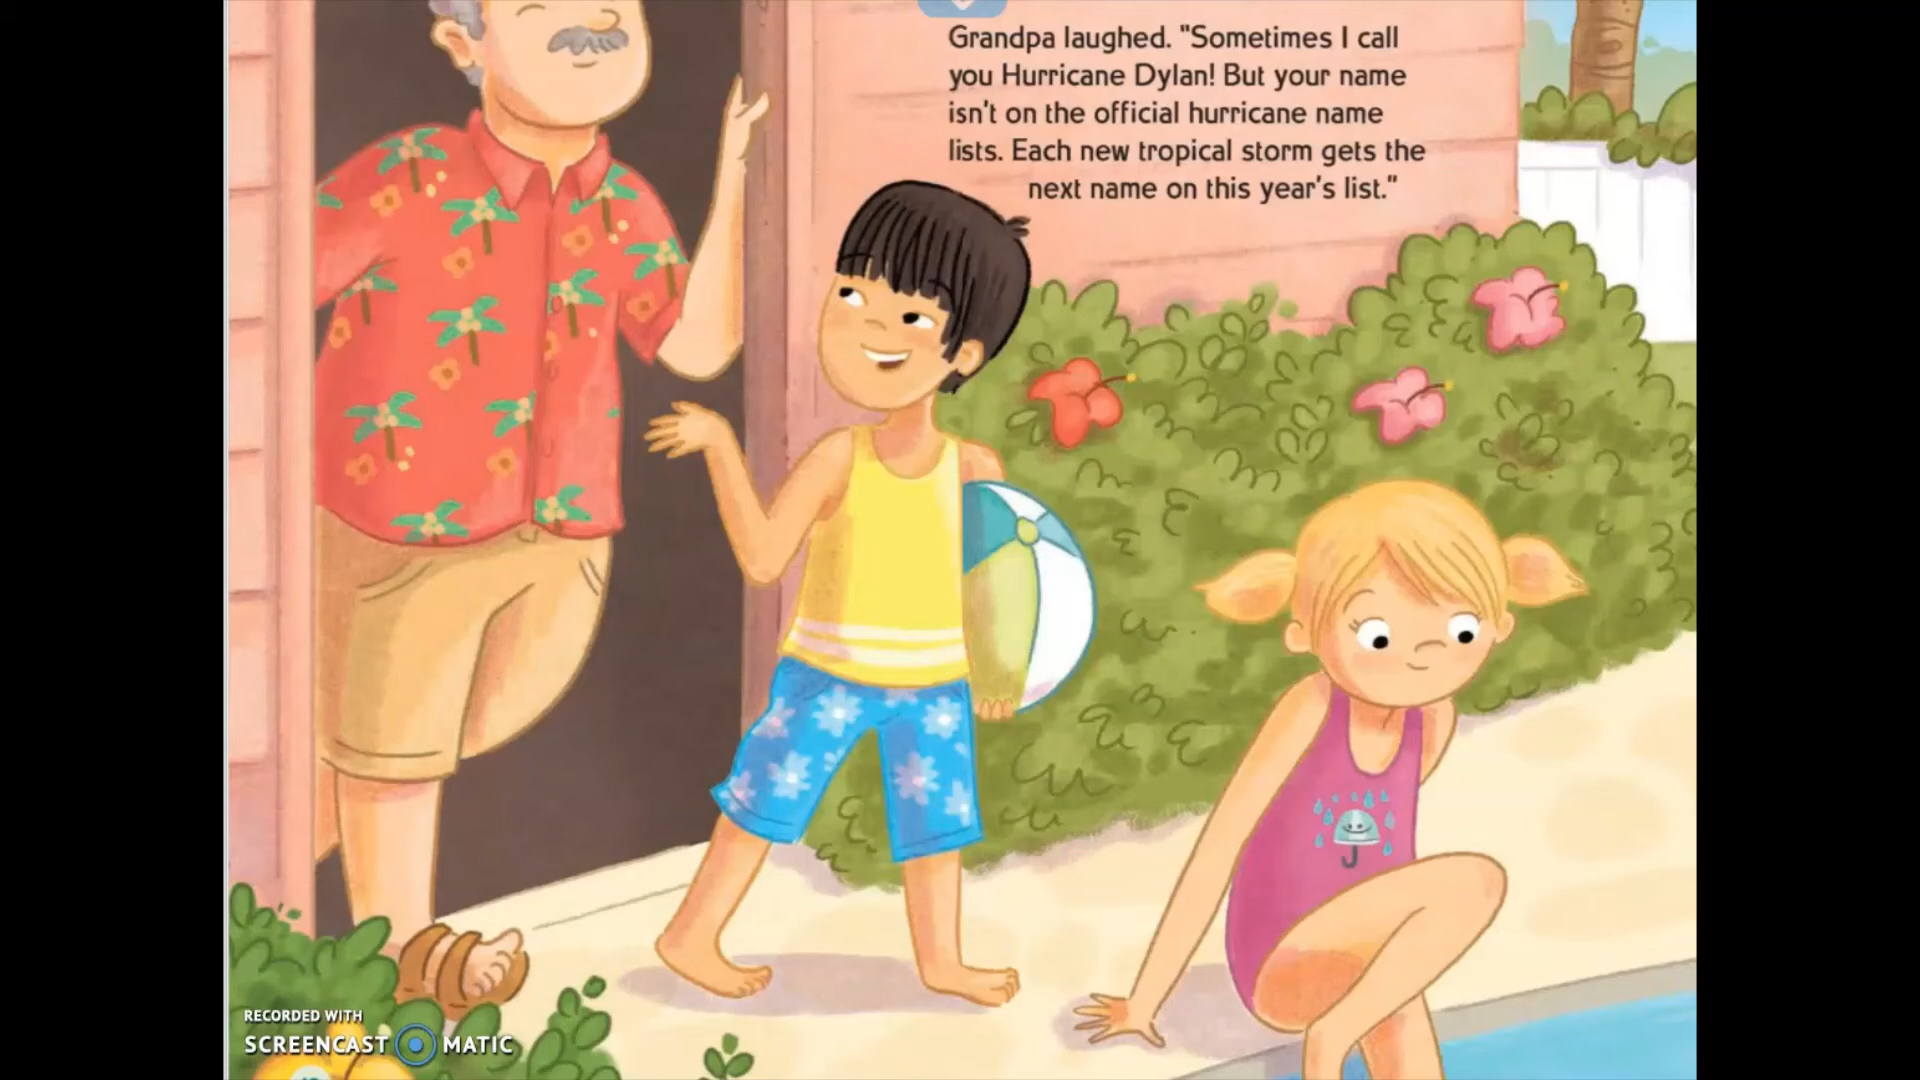 Grandpa laughed. "Sometimes I call
you Hurricane Dylan! But your name
isn't on the official hurricane name
lists. Each new tropical storm gets the
next name on this year's list."
RECORDED WITH
SCREENCAST MATIC